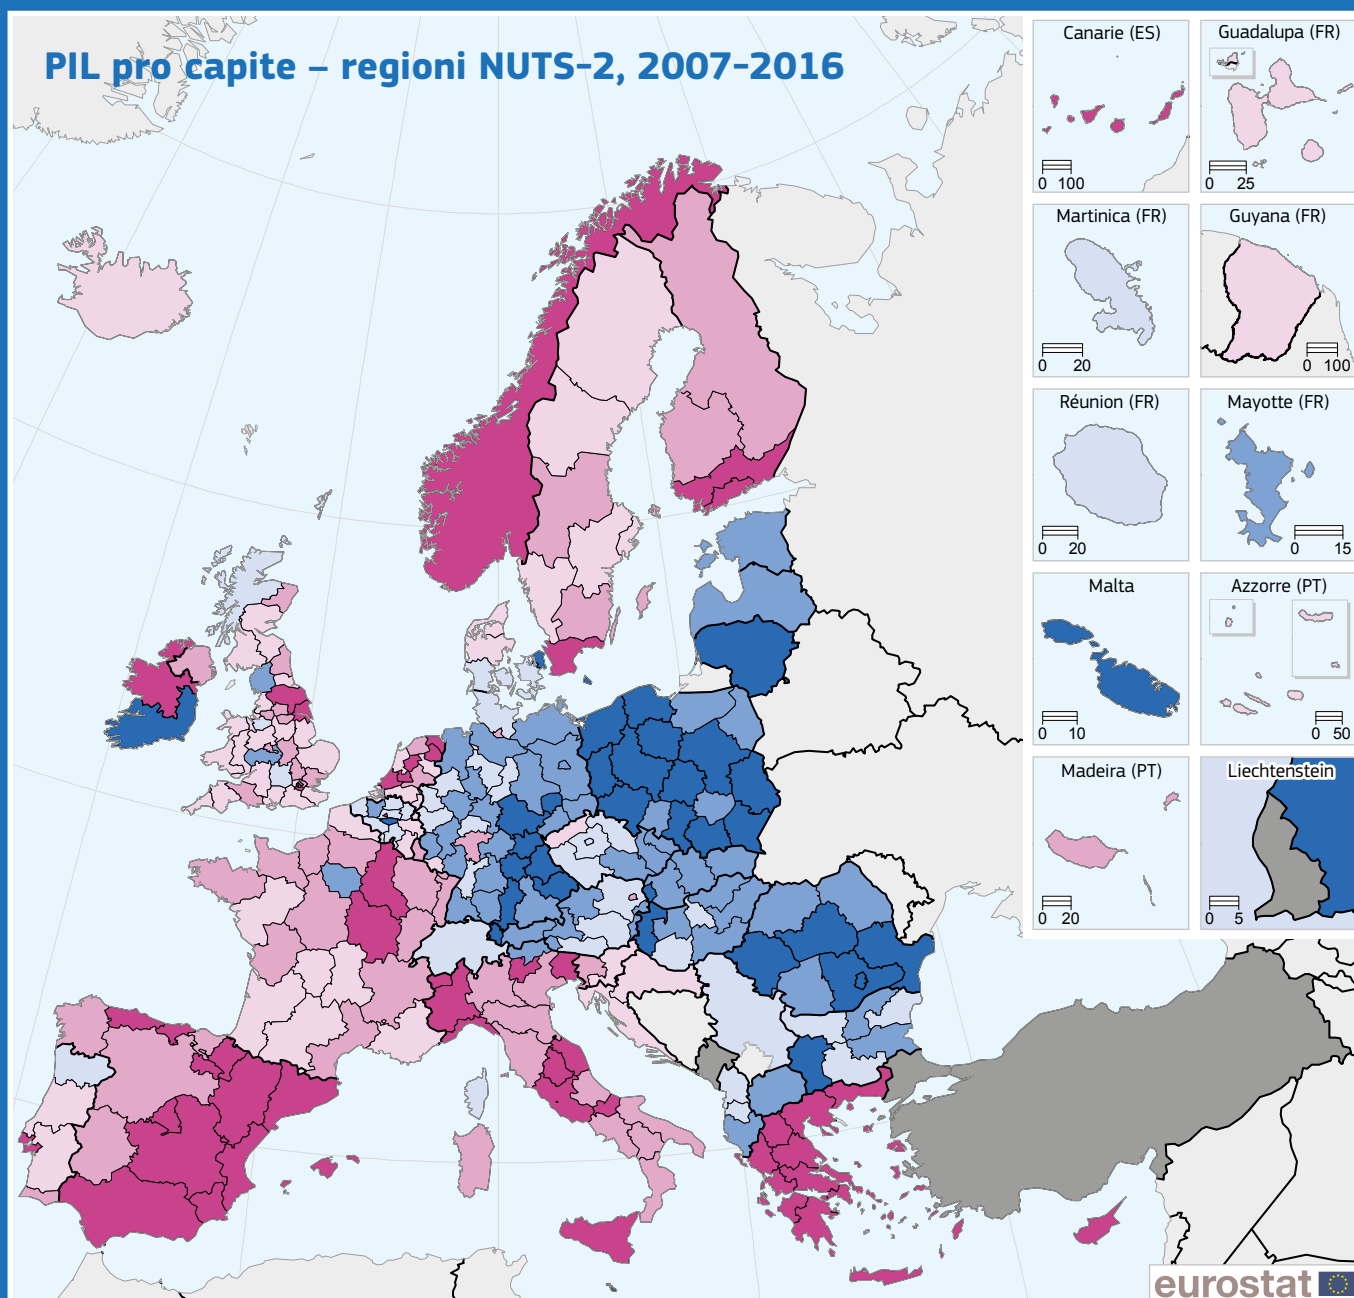 PIL pro capite – regioni NUTS-2, 2007-2016
Canarie (ES)
0 100
Guadalupa (FR)
0 25
Martinica (FR)
0 20
Guyana (FR)
0 100
Réunion (FR)
0 20
Mayotte (FR)
0 15
Malta
0 10
Azzorre (PT)
0 50
Madeira (PT)
0 20
Liechtenstein
0 5
eurostat